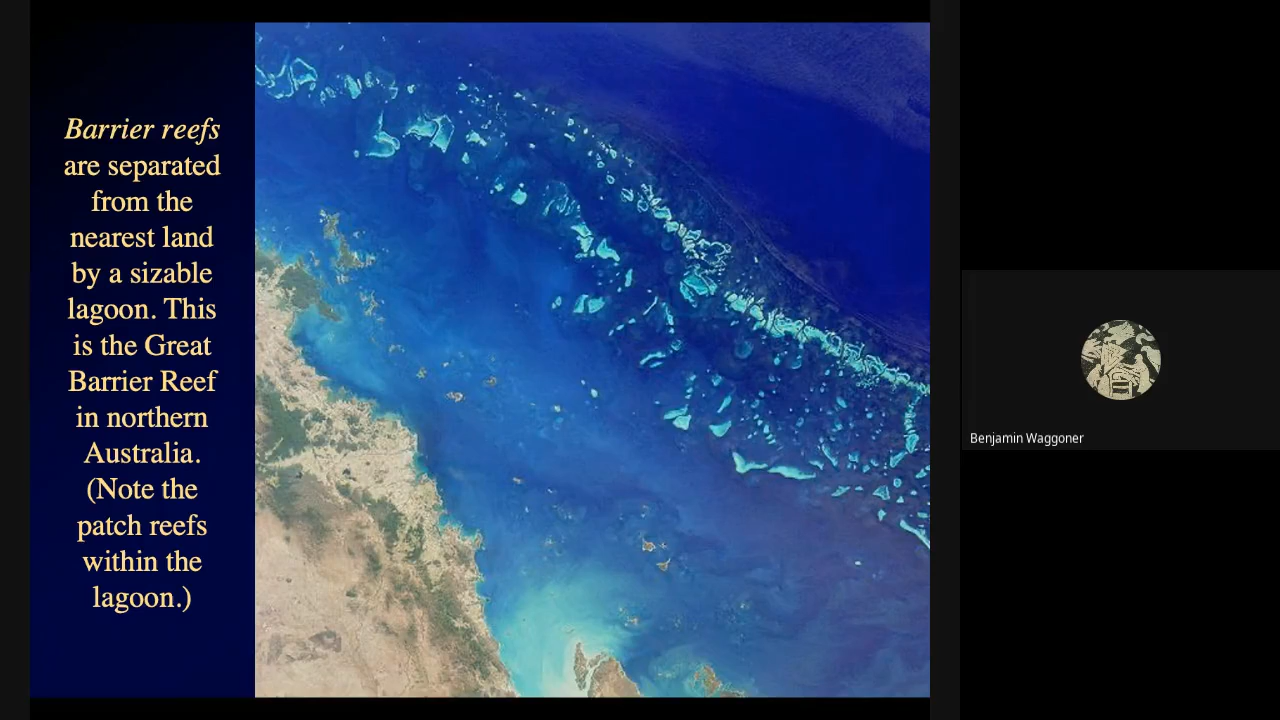 Barrier reefs
are separated
from the
nearest land
by a sizable
lagoon. This
is the Great
Barrier Reef
in northern
Australia.
(Note the
patch reefs
within the
lagoon.)
Benjamin Waggoner